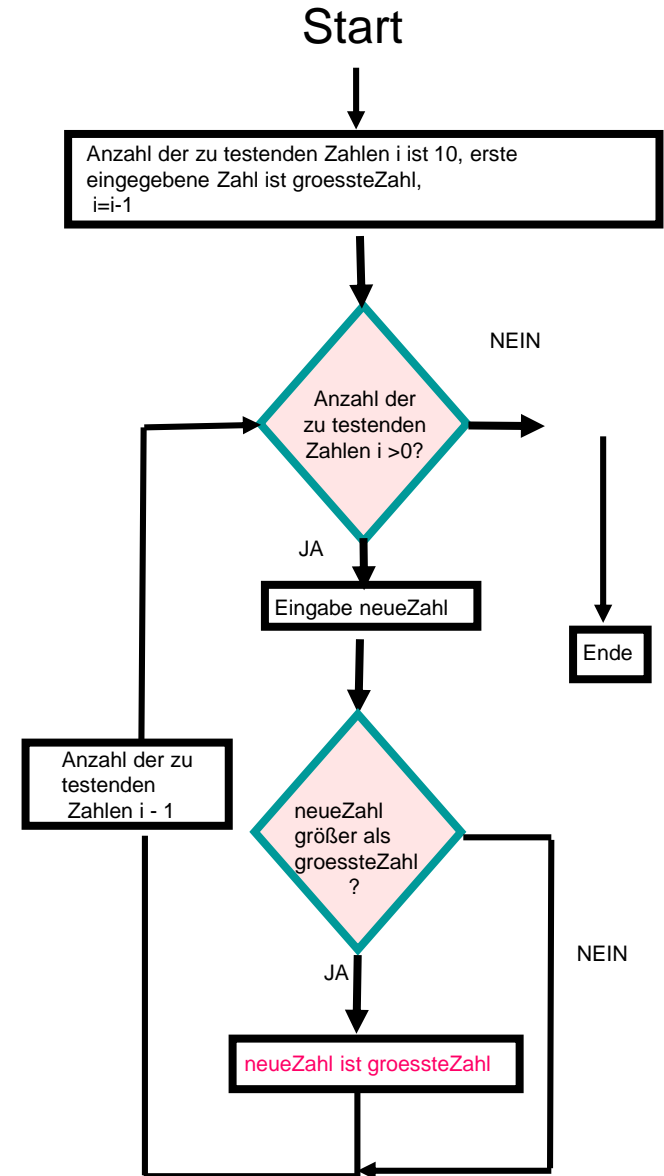 Start
Anzahl der zu testenden Zahlen i ist 10, erste
eingegebene Zahl ist groessteZahl,
i=i-1
NEIN
Anzahl der
zu testenden
Zahlen i >0?
JA
Eingabe neueZahl
Ende
Anzahl der zu
testenden
Zahlen i - 1
neueZahl
größer als
groessteZahl
?
NEIN
JA
neueZahl ist groessteZahl